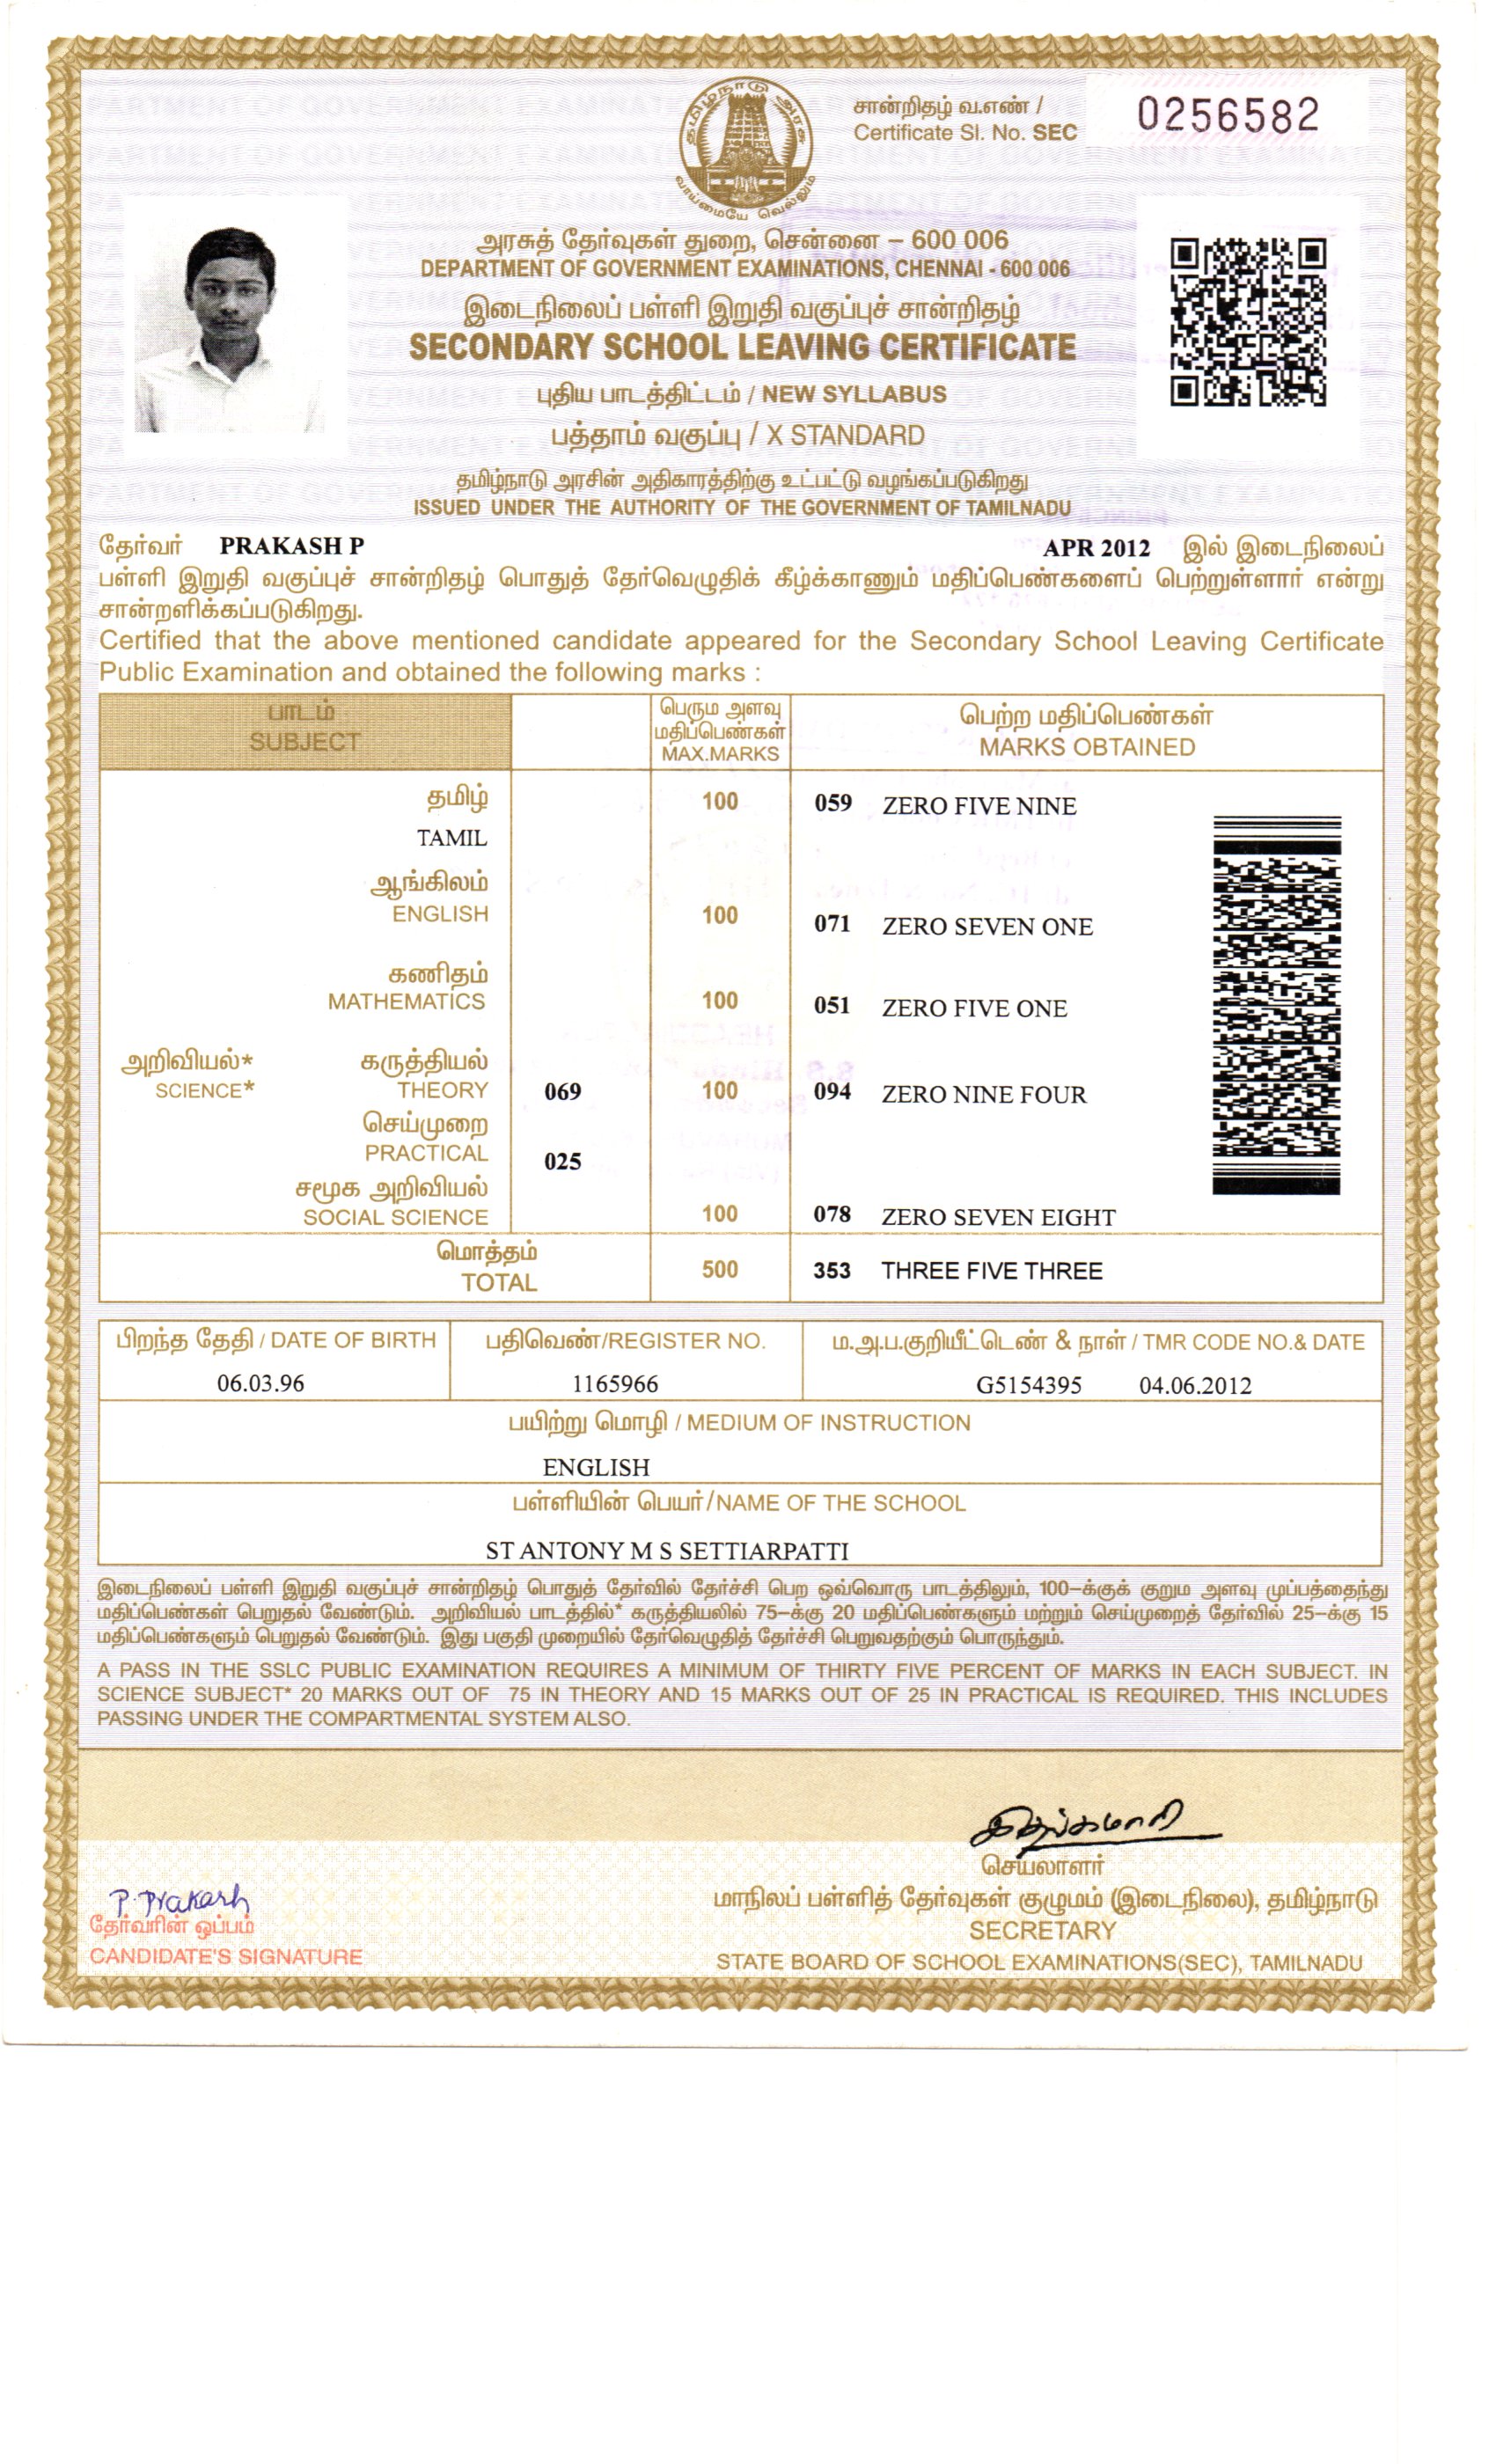 தமிழ்நாடு அரசு
வாய்மையே வெல்லும்
சான்றிதழ் வ.எண் /
Certificate Sl. No. SEC
0256582
அரசுத் தேர்வுகள் துறை, சென்னை – 600 006
DEPARTMENT OF GOVERNMENT EXAMINATIONS, CHENNAI - 600 006
இடைநிலைப் பள்ளி இறுதி வகுப்புச் சான்றிதழ்
SECONDARY SCHOOL LEAVING CERTIFICATE
புதிய பாடத்திட்டம் / NEW SYLLABUS
பத்தாம் வகுப்பு / X STANDARD
தமிழ்நாடு அரசின் அதிகாரத்திற்கு உட்பட்டு வழங்கப்படுகிறது
ISSUED UNDER THE AUTHORITY OF THE GOVERNMENT OF TAMILNADU
தேர்வர் PRAKASH P APR 2012 இல் இடைநிலைப்
பள்ளி இறுதி வகுப்புச் சான்றிதழ் பொதுத் தேர்வெழுதிக் கீழ்க்காணும் மதிப்பெண்களைப் பெற்றுள்ளார் என்று
சான்றளிக்கப்படுகிறது.
Certified that the above mentioned candidate appeared for the Secondary School Leaving Certificate
Public Examination and obtained the following marks :
பாடம்
SUBJECT
பெரும அளவு
மதிப்பெண்கள்
MAX.MARKS
பெற்ற மதிப்பெண்கள்
MARKS OBTAINED
தமிழ் 100 059 ZERO FIVE NINE
TAMIL
ஆங்கிலம்
ENGLISH 100 071 ZERO SEVEN ONE
கணிதம்
MATHEMATICS 100 051 ZERO FIVE ONE
அறிவியல்* கருத்தியல்
SCIENCE* THEORY 069 100 094 ZERO NINE FOUR
செய்முறை
PRACTICAL 025
சமூக அறிவியல்
SOCIAL SCIENCE 100 078 ZERO SEVEN EIGHT
மொத்தம்
TOTAL 500 353 THREE FIVE THREE
பிறந்த தேதி / DATE OF BIRTH பதிவெண்/REGISTER NO. ம.அ.ப.குறியீட்டெண் & நாள் / TMR CODE NO.& DATE
06.03.96 1165966 G5154395 04.06.2012
பயிற்று மொழி / MEDIUM OF INSTRUCTION
ENGLISH
பள்ளியின் பெயர்/NAME OF THE SCHOOL
ST ANTONY M S SETTIARPATTI
இடைநிலைப் பள்ளி இறுதி வகுப்புச் சான்றிதழ் பொதுத் தேர்வில் தேர்ச்சி பெற ஒவ்வொரு பாடத்திலும், 100–க்குக் குறும அளவு முப்பத்தைந்து
மதிப்பெண்கள் பெறுதல் வேண்டும். அறிவியல் பாடத்தில்* கருத்தியலில் 75–க்கு 20 மதிப்பெண்களும் மற்றும் செய்முறைத் தேர்வில் 25–க்கு 15
மதிப்பெண்களும் பெறுதல் வேண்டும். இது பகுதி முறையில் தேர்வெழுதித் தேர்ச்சி பெறுவதற்கும் பொருந்தும்.
A PASS IN THE SSLC PUBLIC EXAMINATION REQUIRES A MINIMUM OF THIRTY FIVE PERCENT OF MARKS IN EACH SUBJECT. IN
SCIENCE SUBJECT* 20 MARKS OUT OF 75 IN THEORY AND 15 MARKS OUT OF 25 IN PRACTICAL IS REQUIRED. THIS INCLUDES
PASSING UNDER THE COMPARTMENTAL SYSTEM ALSO.
செயலாளர்
P. Prakash
தேர்வரின் ஒப்பம்
CANDIDATE'S SIGNATURE
மாநிலப் பள்ளித் தேர்வுகள் குழுமம் (இடைநிலை), தமிழ்நாடு
SECRETARY
STATE BOARD OF SCHOOL EXAMINATIONS(SEC), TAMILNADU